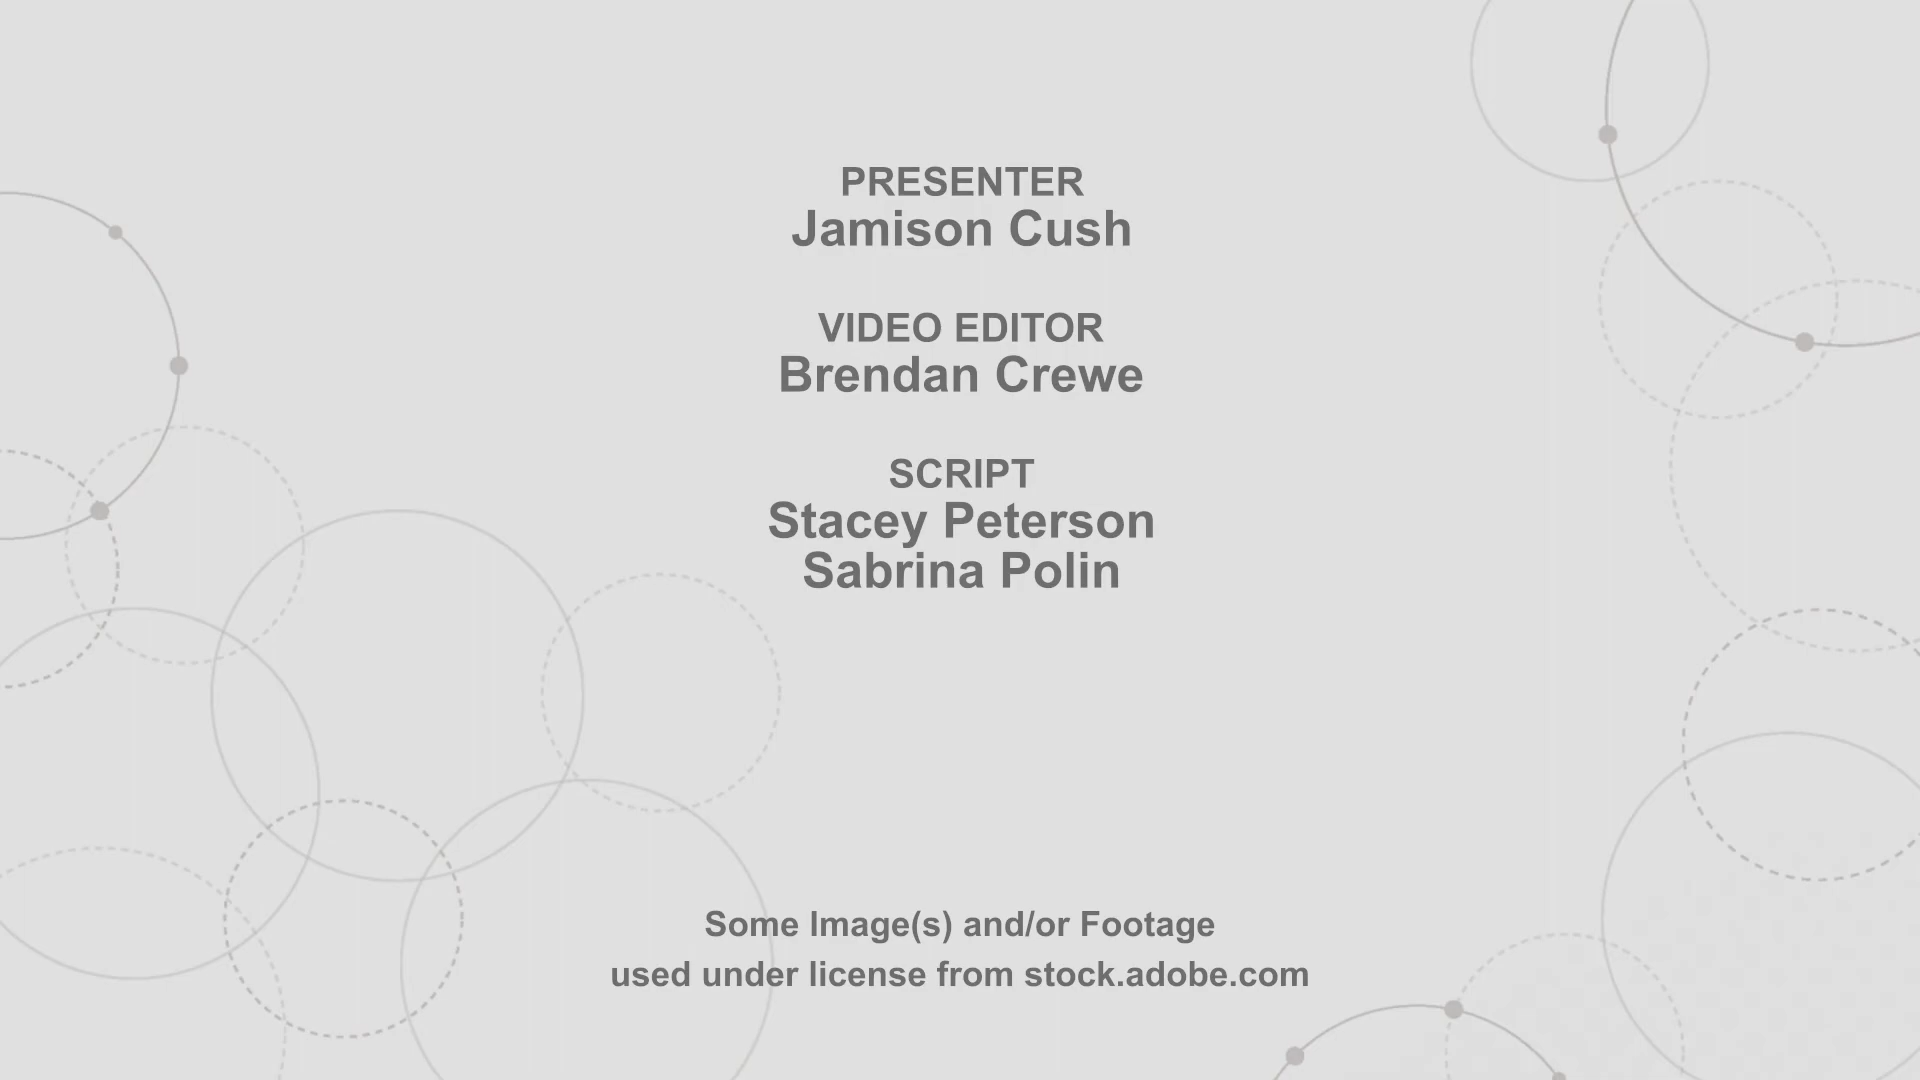 PRESENTER
Jamison Cush
VIDEO EDITOR
Brendan Crewe
SCRIPT
Stacey Peterson
Sabrina Polin
Some Image(s) and/or Footage
used under license from stock.adobe.com